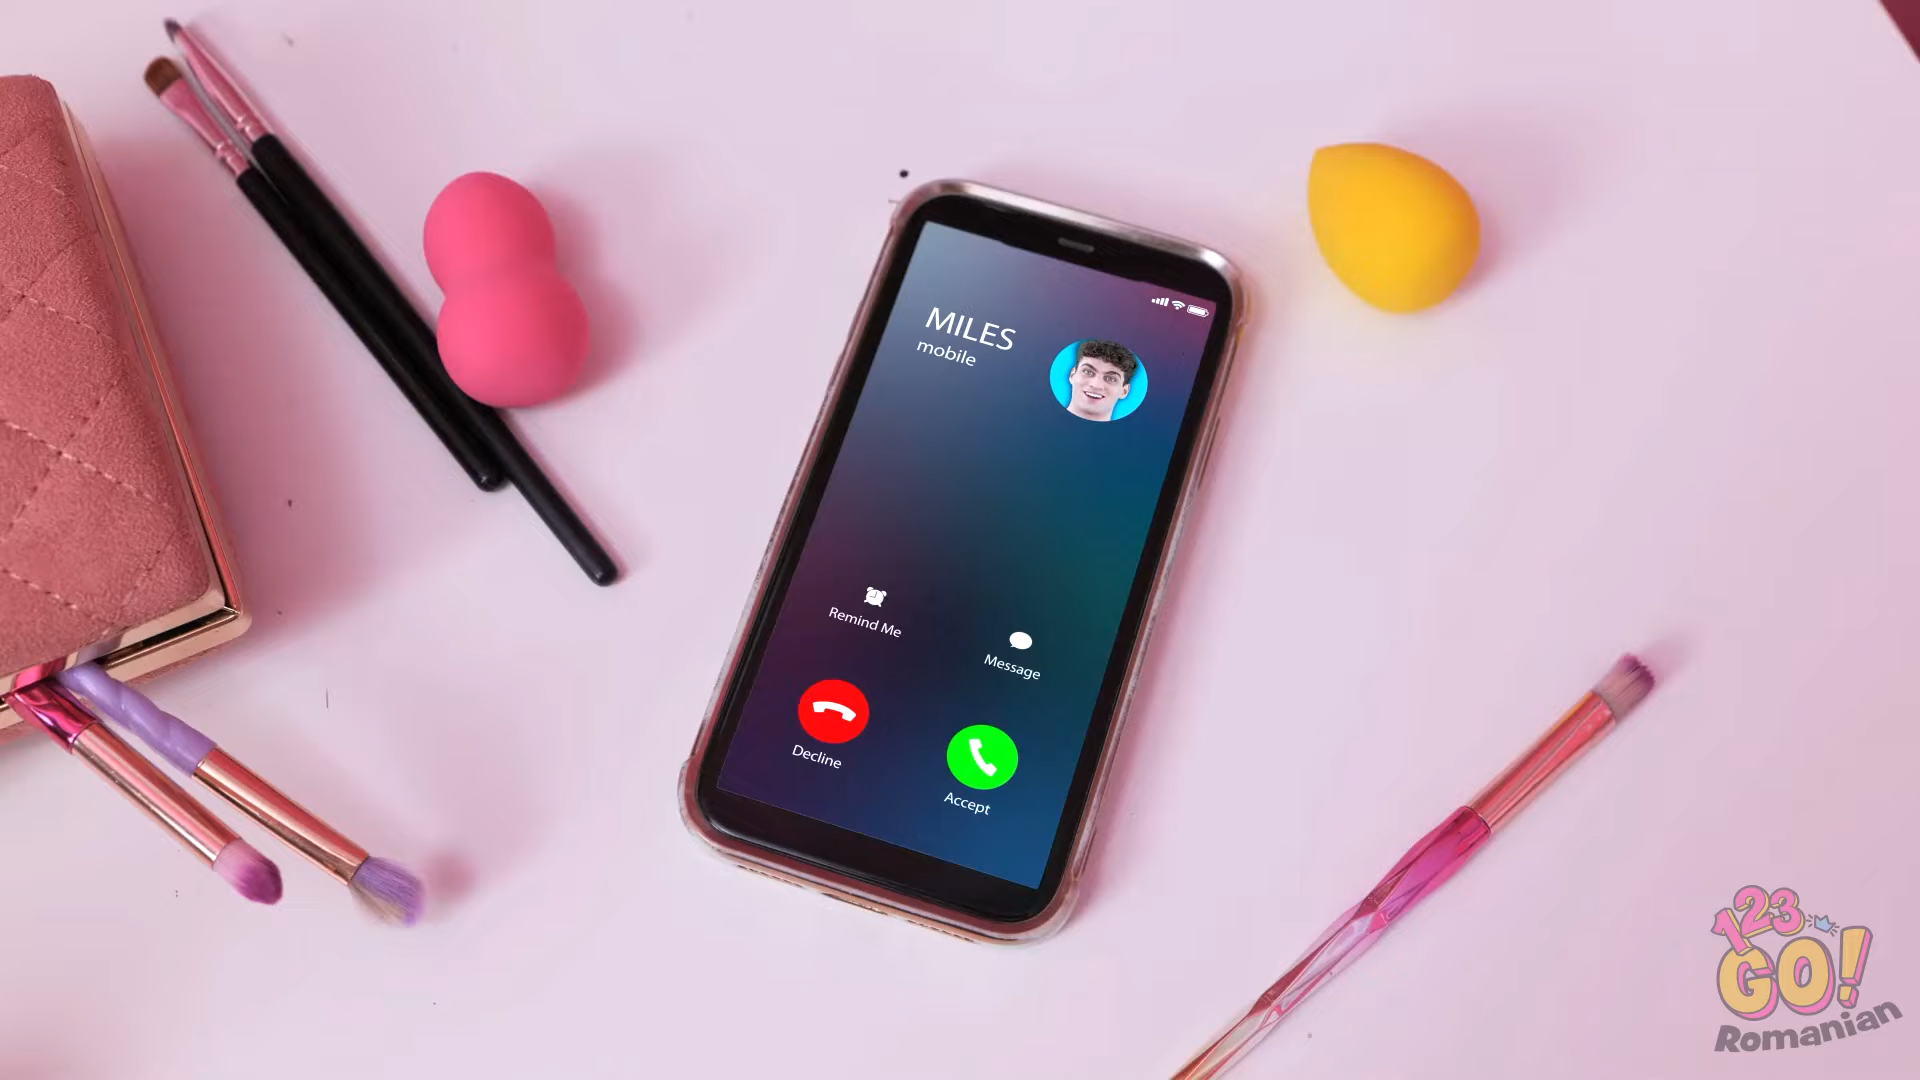 MILES
mobile
Remind Me
Message
Decline
Accept
123
GO!
Romanian